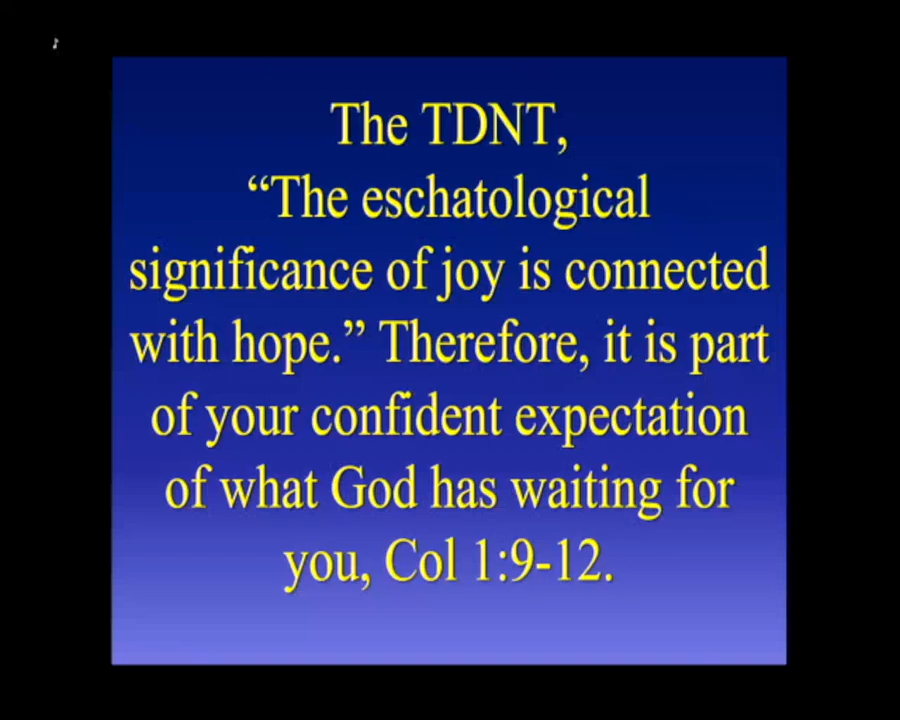 The TDNT,
“The eschatological
significance of joy is connected
with hope.” Therefore, it is part
of your confident expectation
of what God has waiting for
you, Col 1:9-12.